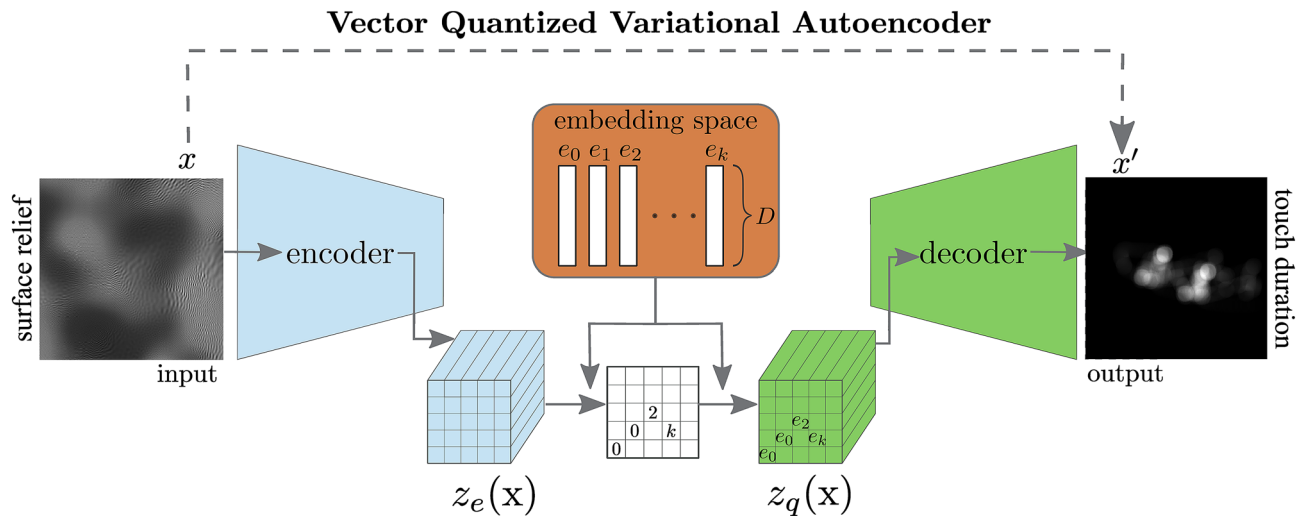 Vector Quantized Variational Autoencoder
x
x′
embedding space
e₀ e₁ e₂ eₖ
D
surface relief
encoder
decoder
touch duration
input
output
2
0 k
0
e₂
e₀ eₖ
e₀
zₑ(x)
z_q(x)